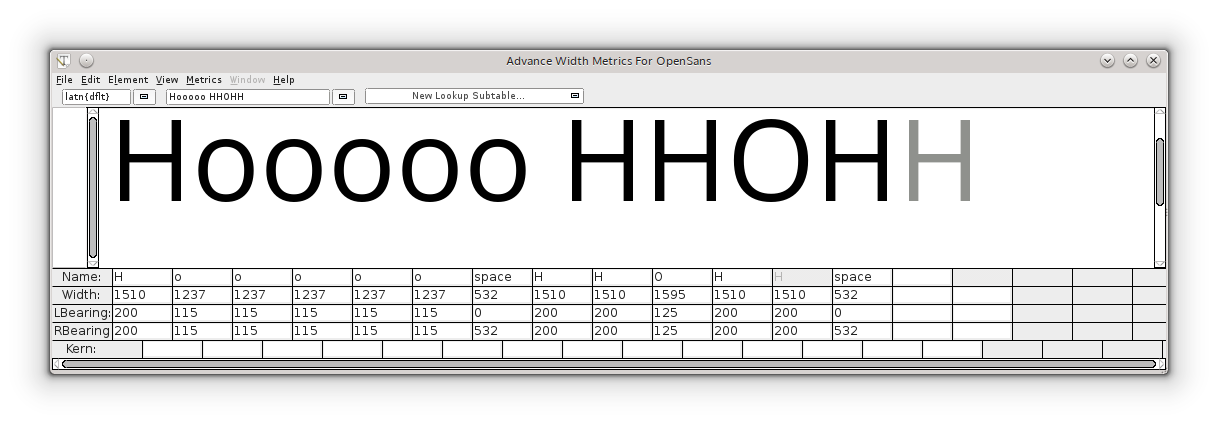 Advance Width Metrics For OpenSans
File Edit Element View Metrics Window Help
latn{dflt} Hooooo HHOHH New Lookup Subtable...
Hooooo HHOHH
Name: H o o o o o space H H O H H space
Width: 1510 1237 1237 1237 1237 1237 532 1510 1510 1595 1510 1510 532
LBearing: 200 115 115 115 115 115 0 200 200 125 200 200 0
RBearing 200 115 115 115 115 115 532 200 200 125 200 200 532
Kern: